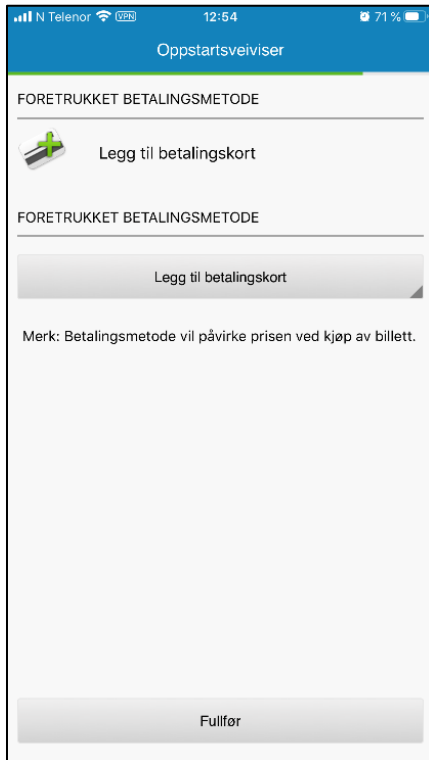 N Telenor VPN 12:54 71 %
Oppstartsveiviser
FORETRUKKET BETALINGSMETODE
Legg til betalingskort
FORETRUKKET BETALINGSMETODE
Legg til betalingskort
Merk: Betalingsmetode vil påvirke prisen ved kjøp av billett.
Fullfør